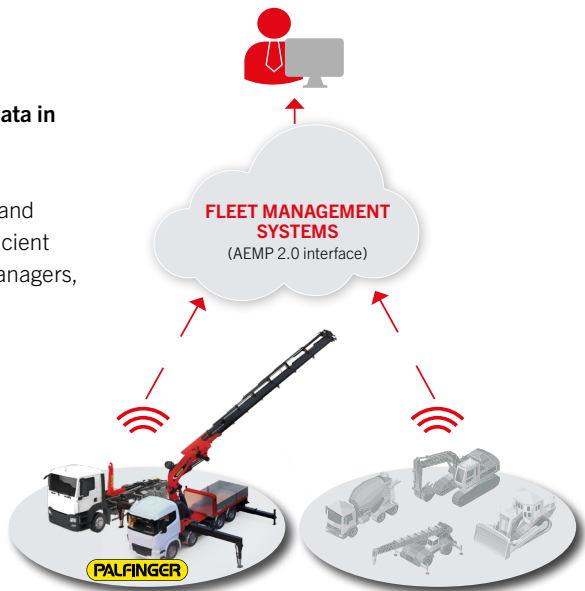 ata in
and
cient
anagers,
FLEET MANAGEMENT
SYSTEMS
(AEMP 2.0 interface)
PALFINGER